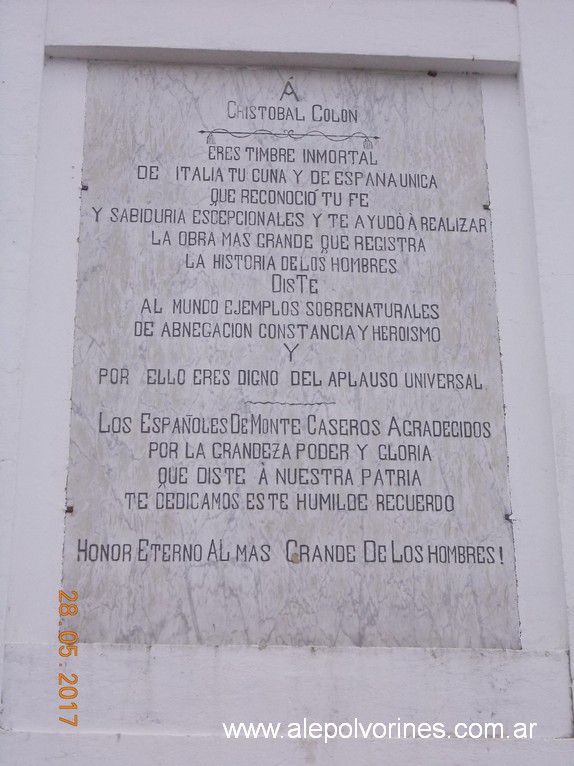 Á
CRISTOBAL COLON
ERES TIMBRE INMORTAL
DE ITALIA TU CUNA Y DE ESPANA UNICA
QUE RECONOCIÓ TU FE
Y SABIDURIA ESCEPCIONALES Y TE AYUDÒ À REALIZAR
LA OBRA MAS GRANDE QUE REGISTRA
LA HISTORIA DE LOS HOMBRES
DISTE
AL MUNDO EJEMPLOS SOBRENATURALES
DE ABNEGACION CONSTANCIA Y HEROISMO
Y
POR ELLO ERES DIGNO DEL APLAUSO UNIVERSAL
LOS ESPAÑOLES DE MONTE CASEROS AGRADECIDOS
POR LA GRANDEZA PODER Y GLORIA
QUE DISTE À NUESTRA PATRIA
TE DEDICAMOS ESTE HUMILDE RECUERDO
HONOR ETERNO AL MAS GRANDE DE LOS HOMBRES!
28.05.2017
www.alepolvorines.com.ar